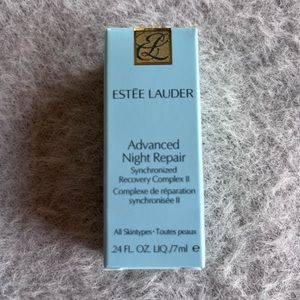 EL
ESTĒE LAUDER
Advanced
Night Repair
Synchronized
Recovery Complex II
Complexe de réparation
synchronisée II
All Skintypes • Toutes peaux
.24 FL. OZ. LIQ./7ml ℮